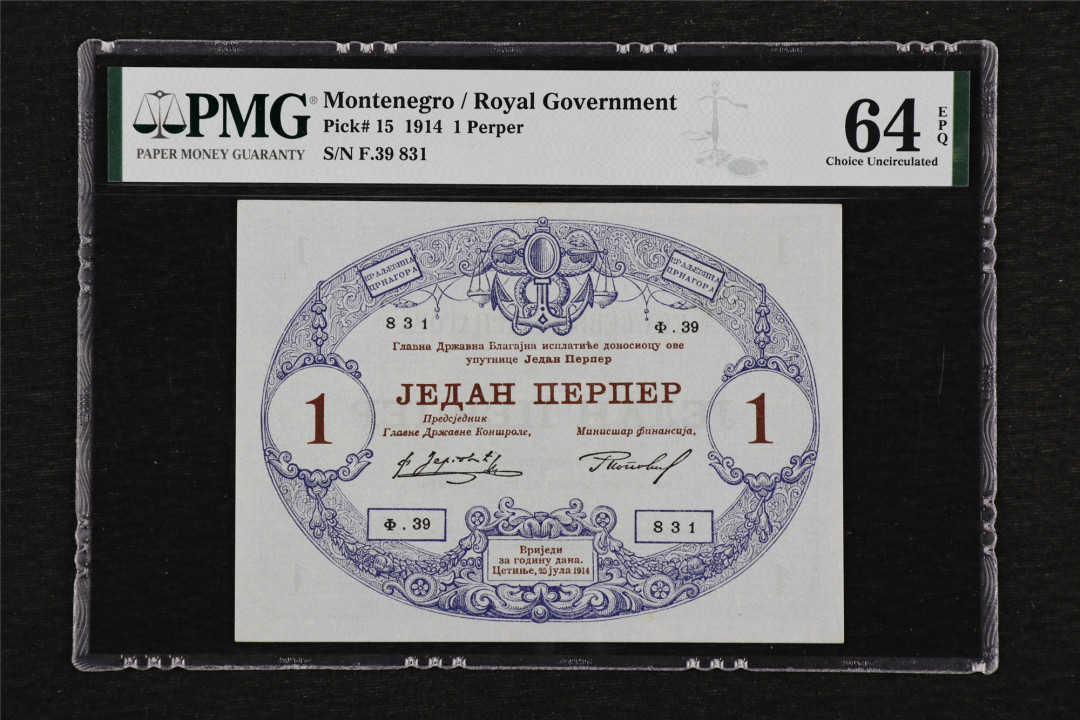 PMG®
PAPER MONEY GUARANTY
Montenegro / Royal Government
Pick# 15 1914 1 Perper
S/N F.39 831
64 EPQ
Choice Uncirculated
КРАЉЕВИНА
ЦРНАГОРА
КРАЉЕВИНА
ЦРНАГОРА
831
Ф.39
Главна Државна Благајна исплатиће доносиоцу ове
упутнице Један Перпер
ЈЕДАН ПЕРПЕР
1
1
Предсједник
Главне Државне Контроле,
Министар финансија,
Ф.39
831
Вриједи
за годину дана.
Цетиње, 25 јула 1914